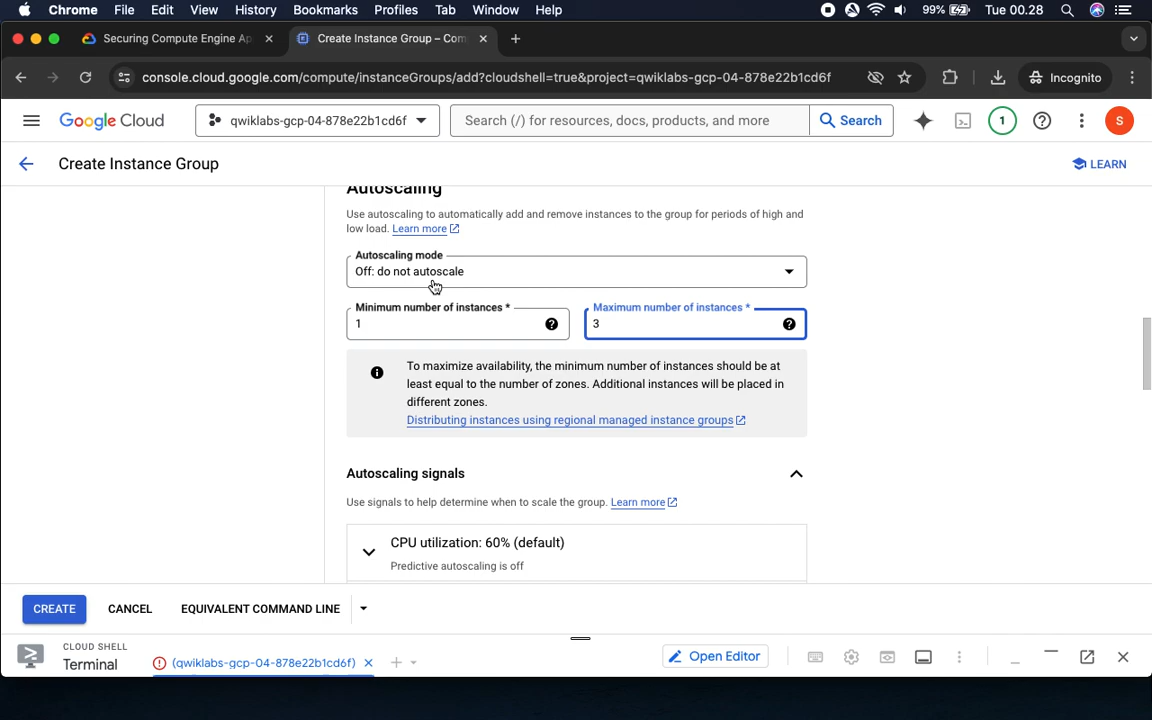 Chrome File Edit View History Bookmarks Profiles Tab Window Help 99% Tue 00.28
Securing Compute Engine Ap
Create Instance Group – Com
console.cloud.google.com/compute/instanceGroups/add?cloudshell=true&project=qwiklabs-gcp-04-878e22b1cd6f
Incognito
Google Cloud
qwiklabs-gcp-04-878e22b1cd6f
Search (/) for resources, docs, products, and more
Search
1
S
Create Instance Group
LEARN
Autoscaling
Use autoscaling to automatically add and remove instances to the group for periods of high and
low load. Learn more
Autoscaling mode
Off: do not autoscale
Minimum number of instances *
1
Maximum number of instances *
3
To maximize availability, the minimum number of instances should be at
least equal to the number of zones. Additional instances will be placed in
different zones.
Distributing instances using regional managed instance groups
Autoscaling signals
Use signals to help determine when to scale the group. Learn more
CPU utilization: 60% (default)
Predictive autoscaling is off
CREATE
CANCEL
EQUIVALENT COMMAND LINE
CLOUD SHELL
Terminal
(qwiklabs-gcp-04-878e22b1cd6f)
Open Editor